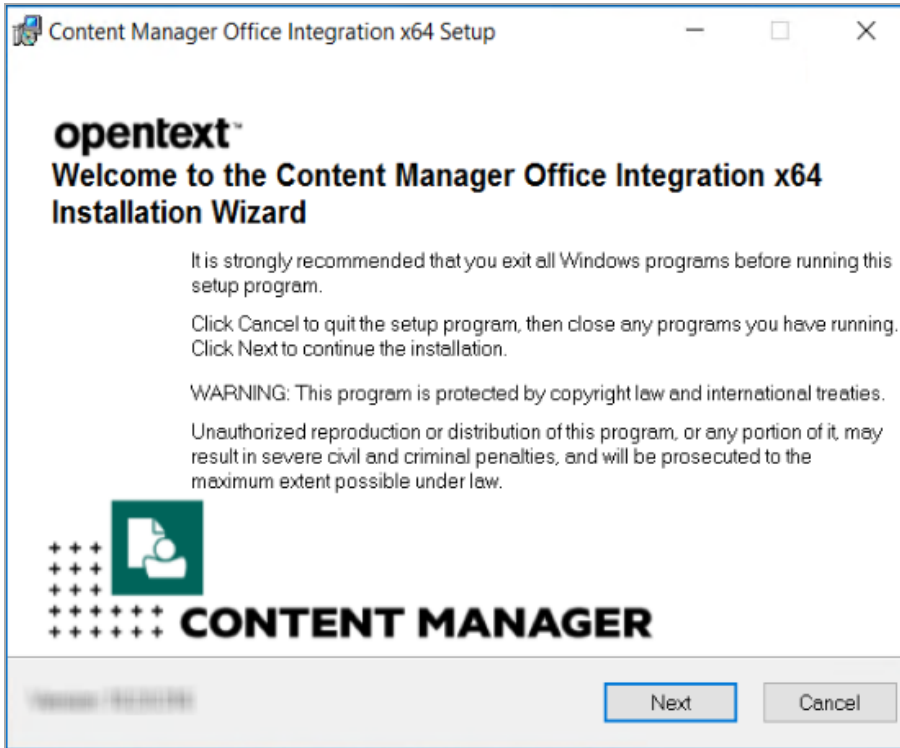 Content Manager Office Integration x64 Setup
opentext™
Welcome to the Content Manager Office Integration x64
Installation Wizard
It is strongly recommended that you exit all Windows programs before running this
setup program.
Click Cancel to quit the setup program, then close any programs you have running.
Click Next to continue the installation.
WARNING: This program is protected by copyright law and international treaties.
Unauthorized reproduction or distribution of this program, or any portion of it, may
result in severe civil and criminal penalties, and will be prosecuted to the
maximum extent possible under law.
CONTENT MANAGER
Next
Cancel